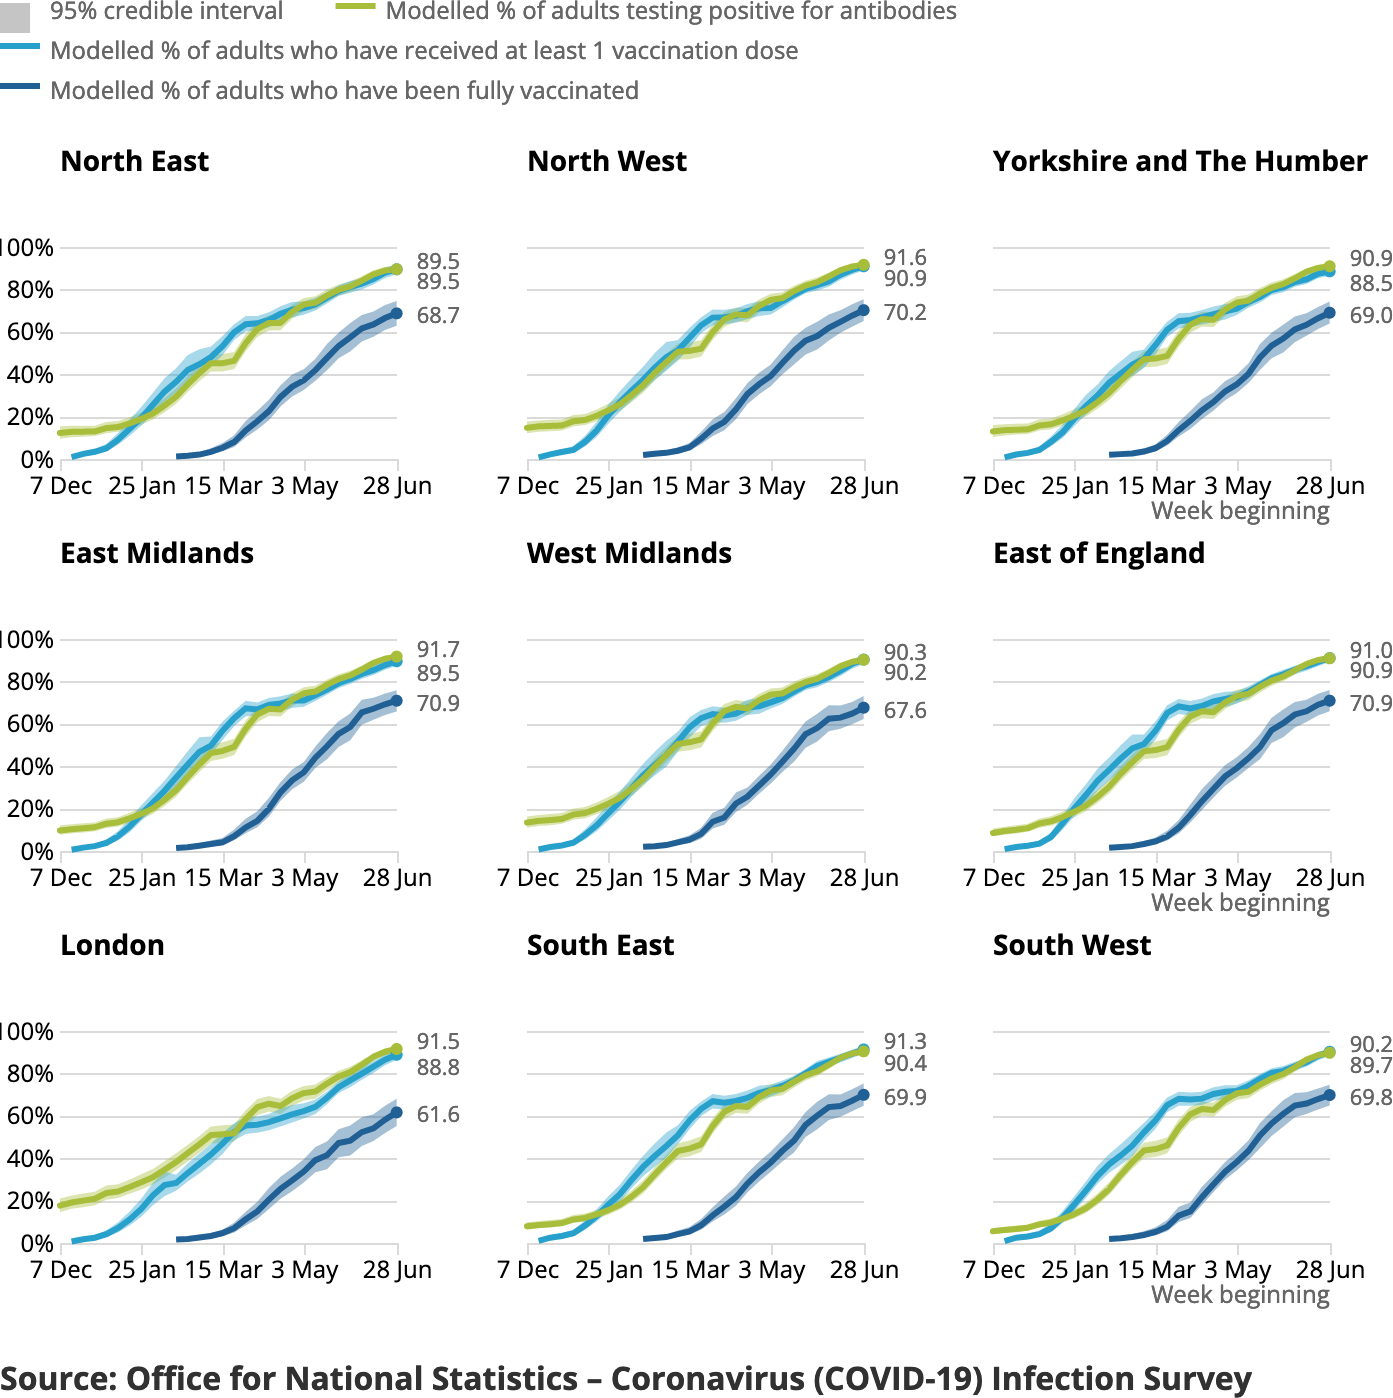 95% credible interval
Modelled % of adults testing positive for antibodies
Modelled % of adults who have received at least 1 vaccination dose
Modelled % of adults who have been fully vaccinated
North East
North West
Yorkshire and The Humber
100%
80%
60%
40%
20%
0%
89.5
89.5
68.7
91.6
90.9
70.2
90.9
88.5
69.0
7 Dec 25 Jan 15 Mar 3 May 28 Jun
7 Dec 25 Jan 15 Mar 3 May 28 Jun
7 Dec 25 Jan 15 Mar 3 May 28 Jun
Week beginning
East Midlands
West Midlands
East of England
100%
80%
60%
40%
20%
0%
91.7
89.5
70.9
90.3
90.2
67.6
91.0
90.9
70.9
7 Dec 25 Jan 15 Mar 3 May 28 Jun
7 Dec 25 Jan 15 Mar 3 May 28 Jun
7 Dec 25 Jan 15 Mar 3 May 28 Jun
Week beginning
London
South East
South West
100%
80%
60%
40%
20%
0%
91.5
88.8
61.6
91.3
90.4
69.9
90.2
89.7
69.8
7 Dec 25 Jan 15 Mar 3 May 28 Jun
7 Dec 25 Jan 15 Mar 3 May 28 Jun
7 Dec 25 Jan 15 Mar 3 May 28 Jun
Week beginning
Source: Office for National Statistics – Coronavirus (COVID-19) Infection Survey